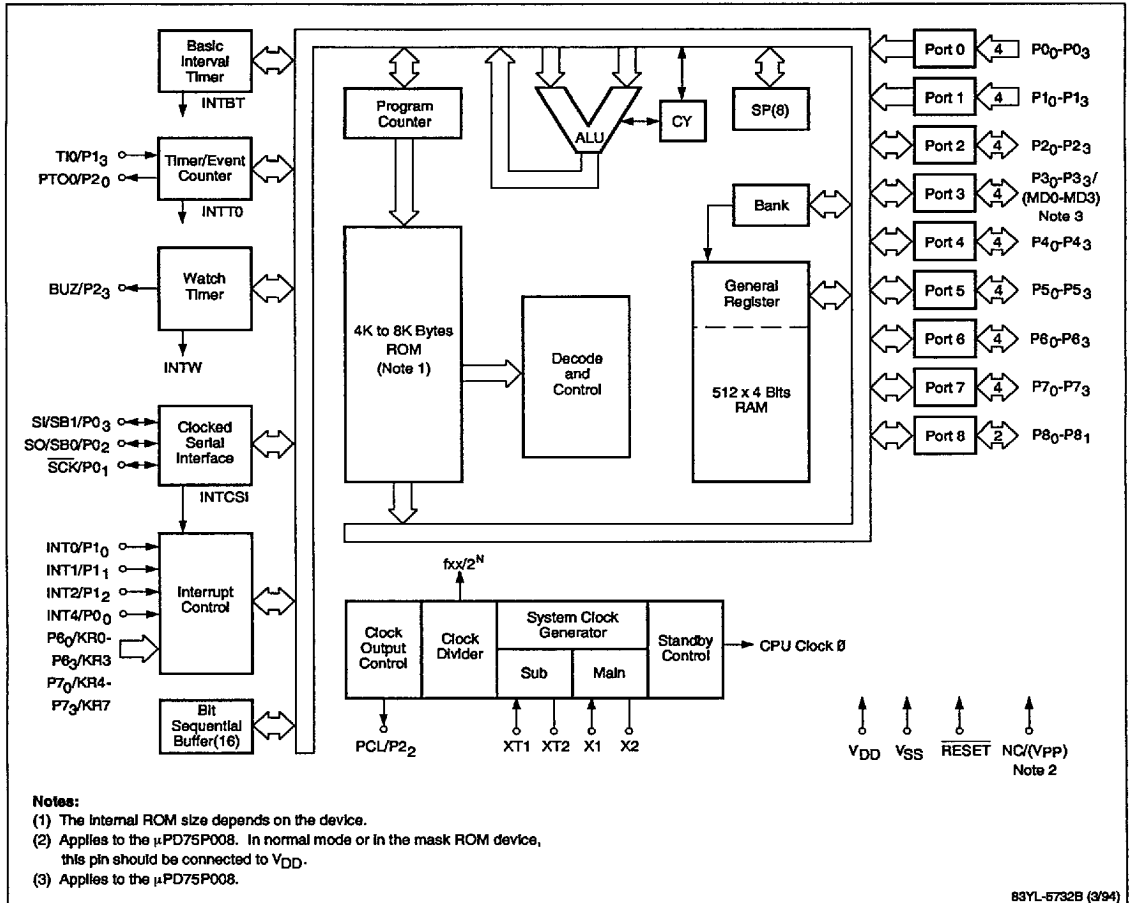 Basic
Interval
Timer
INTBT
TI0/P1₃
PTO0/P2₀
Timer/Event
Counter
INTT0
BUZ/P2₃
Watch
Timer
INTW
SI/SB1/P0₃
SO/SB0/P0₂
S̅C̅K̅/P0₁
Clocked
Serial
Interface
INTCSI
INT0/P1₀
INT1/P1₁
INT2/P1₂
INT4/P0₀
P6₀/KR0-
P6₃/KR3
P7₀/KR4-
P7₃/KR7
Interrupt
Control
Bit
Sequential
Buffer(16)
Program
Counter
ALU
CY
SP(8)
Bank
4K to 8K Bytes
ROM
(Note 1)
Decode
and
Control
General
Register
512 x 4 Bits
RAM
Port 0 4 P0₀-P0₃
Port 1 4 P1₀-P1₃
Port 2 4 P2₀-P2₃
Port 3 4 P3₀-P3₃/
(MD0-MD3)
Note 3
Port 4 4 P4₀-P4₃
Port 5 4 P5₀-P5₃
Port 6 4 P6₀-P6₃
Port 7 4 P7₀-P7₃
Port 8 2 P8₀-P8₁
fxx/2ᴺ
Clock
Output
Control
Clock
Divider
System Clock
Generator
Sub
Main
Standby
Control
CPU Clock Ø
PCL/P2₂
XT1 XT2 X1 X2
V_DD V_SS R̅E̅S̅E̅T̅ NC/(VPP)
Note 2
Notes:
(1) The internal ROM size depends on the device.
(2) Applies to the µPD75P008. In normal mode or in the mask ROM device,
this pin should be connected to V_DD.
(3) Applies to the µPD75P008.
83YL-5732B (3/94)